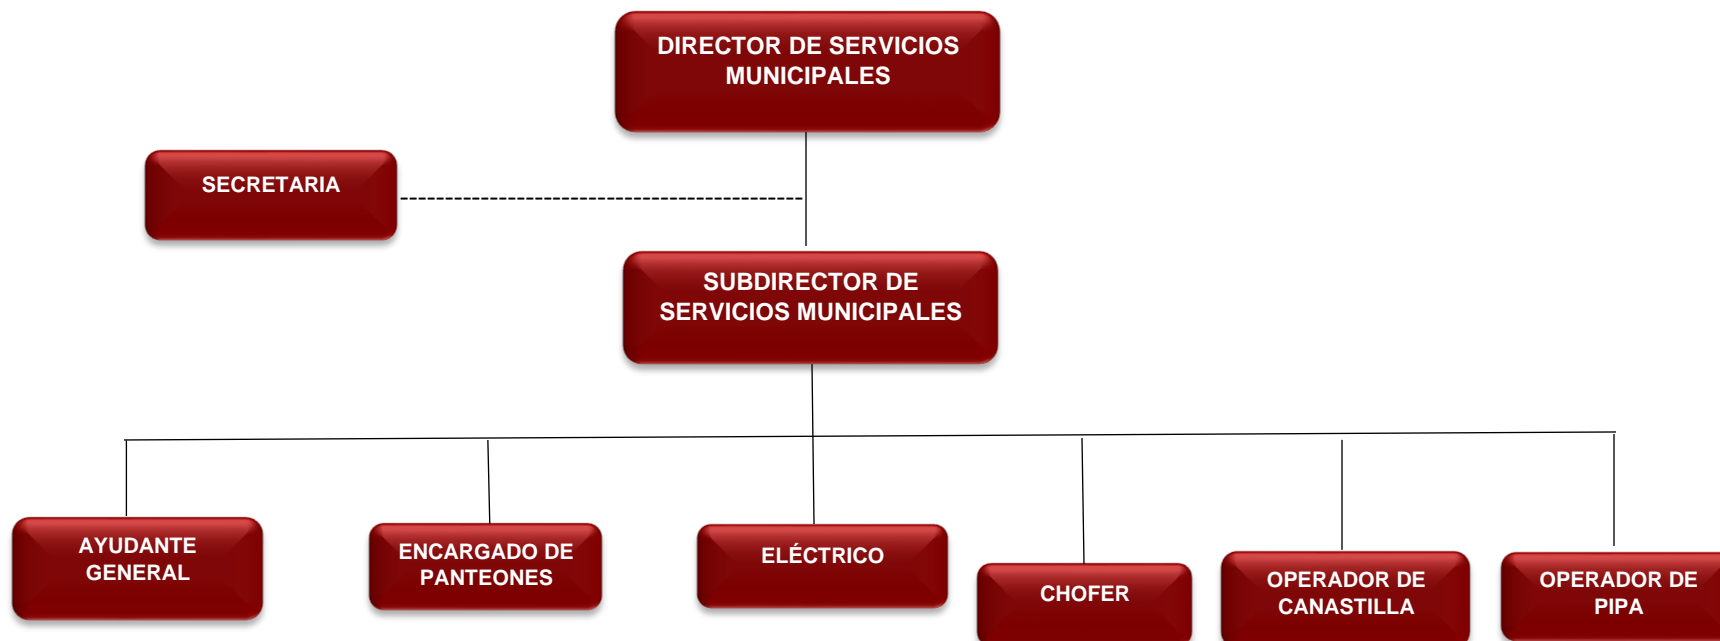 DIRECTOR DE SERVICIOS
MUNICIPALES
SECRETARIA
SUBDIRECTOR DE
SERVICIOS MUNICIPALES
AYUDANTE
GENERAL
ENCARGADO DE
PANTEONES
ELÉCTRICO
CHOFER
OPERADOR DE
CANASTILLA
OPERADOR DE
PIPA